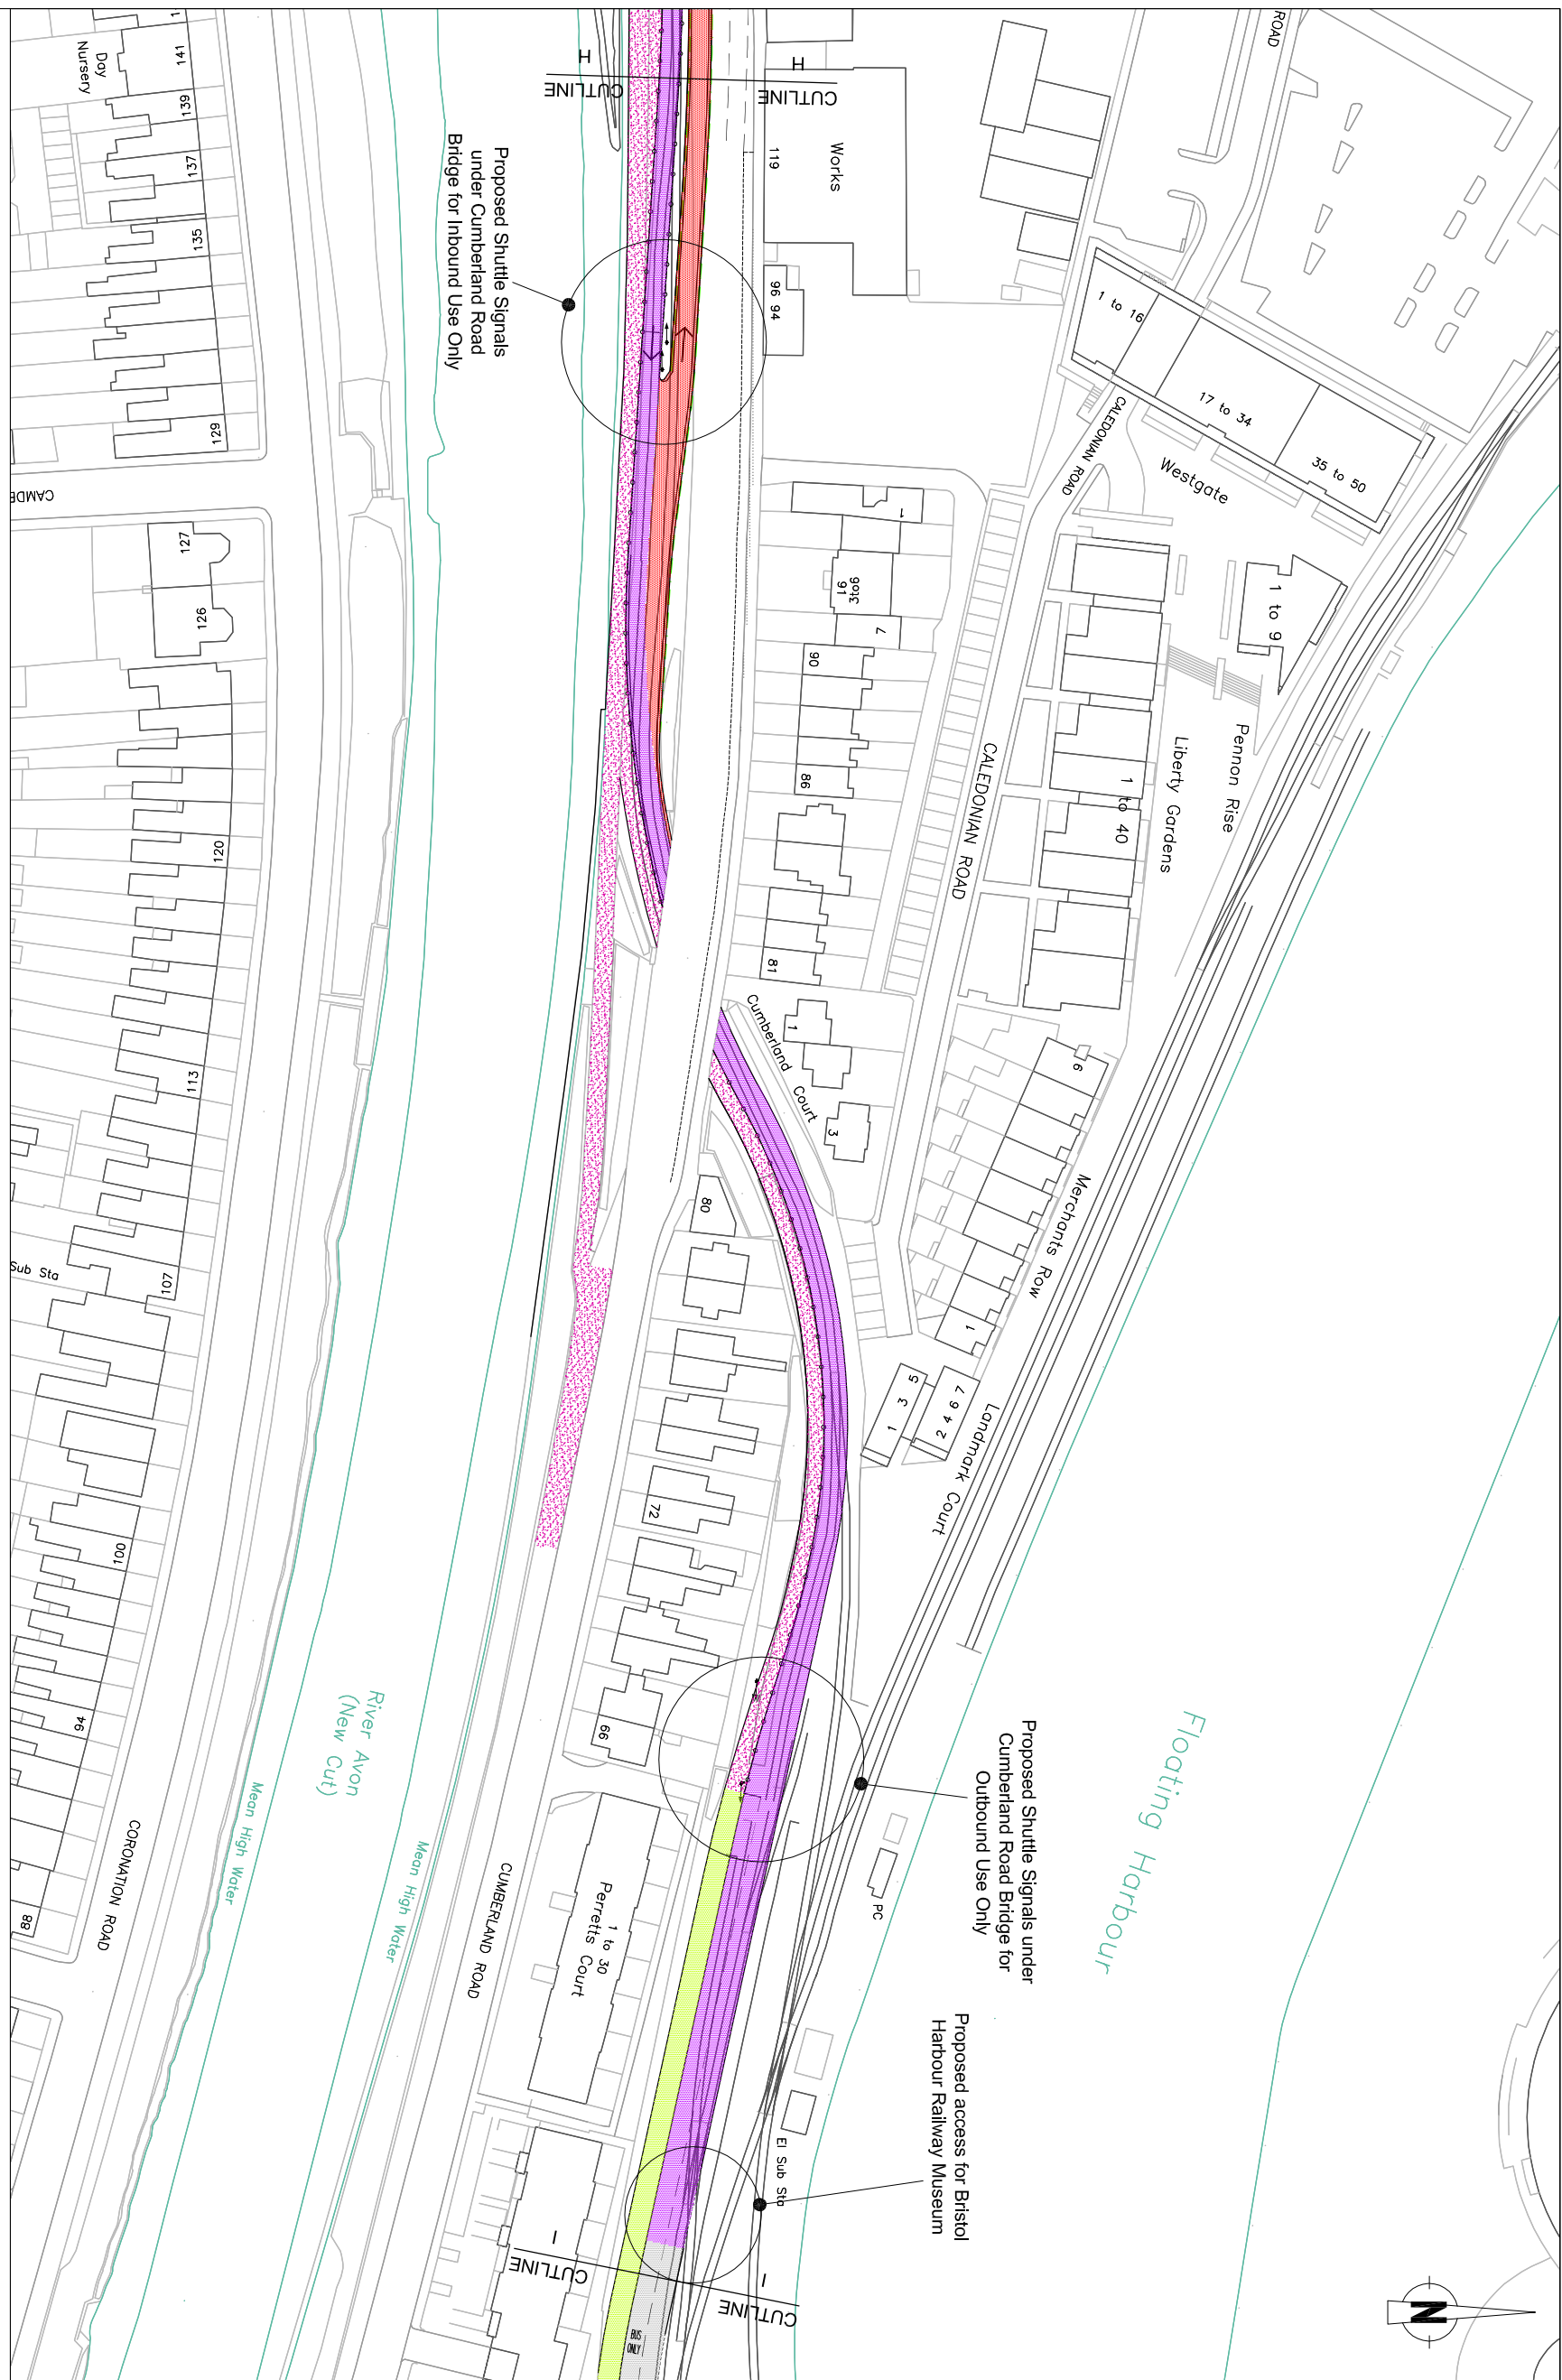 ROAD
141
139
137
135
129
Day
Nursery
H
CUTLINE
H
CUTLINE
Works
119
96 94
Proposed Shuttle Signals
under Cumberland Road
Bridge for Inbound Use Only
1 to 16
17 to 34
35 to 50
Westgate
CALEDONIAN ROAD
1 to 9
Pennon Rise
Liberty Gardens
1 to 40
CALEDONIAN ROAD
1
3to6
91
7
90
86
81
Cumberland Court
1
3
9
1
Merchants Row
1 3 5
2 4 6 7
Landmark Court
127
126
120
113
107
Sub Sta
100
94
88
80
72
66
River Avon
(New Cut)
Mean High Water
Mean High Water
CORONATION ROAD
CUMBERLAND ROAD
1 to 30
Perretts Court
Floating Harbour
Proposed Shuttle Signals under
Cumberland Road Bridge for
Outbound Use Only
PC
Proposed access for Bristol
Harbour Railway Museum
El Sub Sta
I
CUTLINE
I
CUTLINE
BUS
ONLY
N